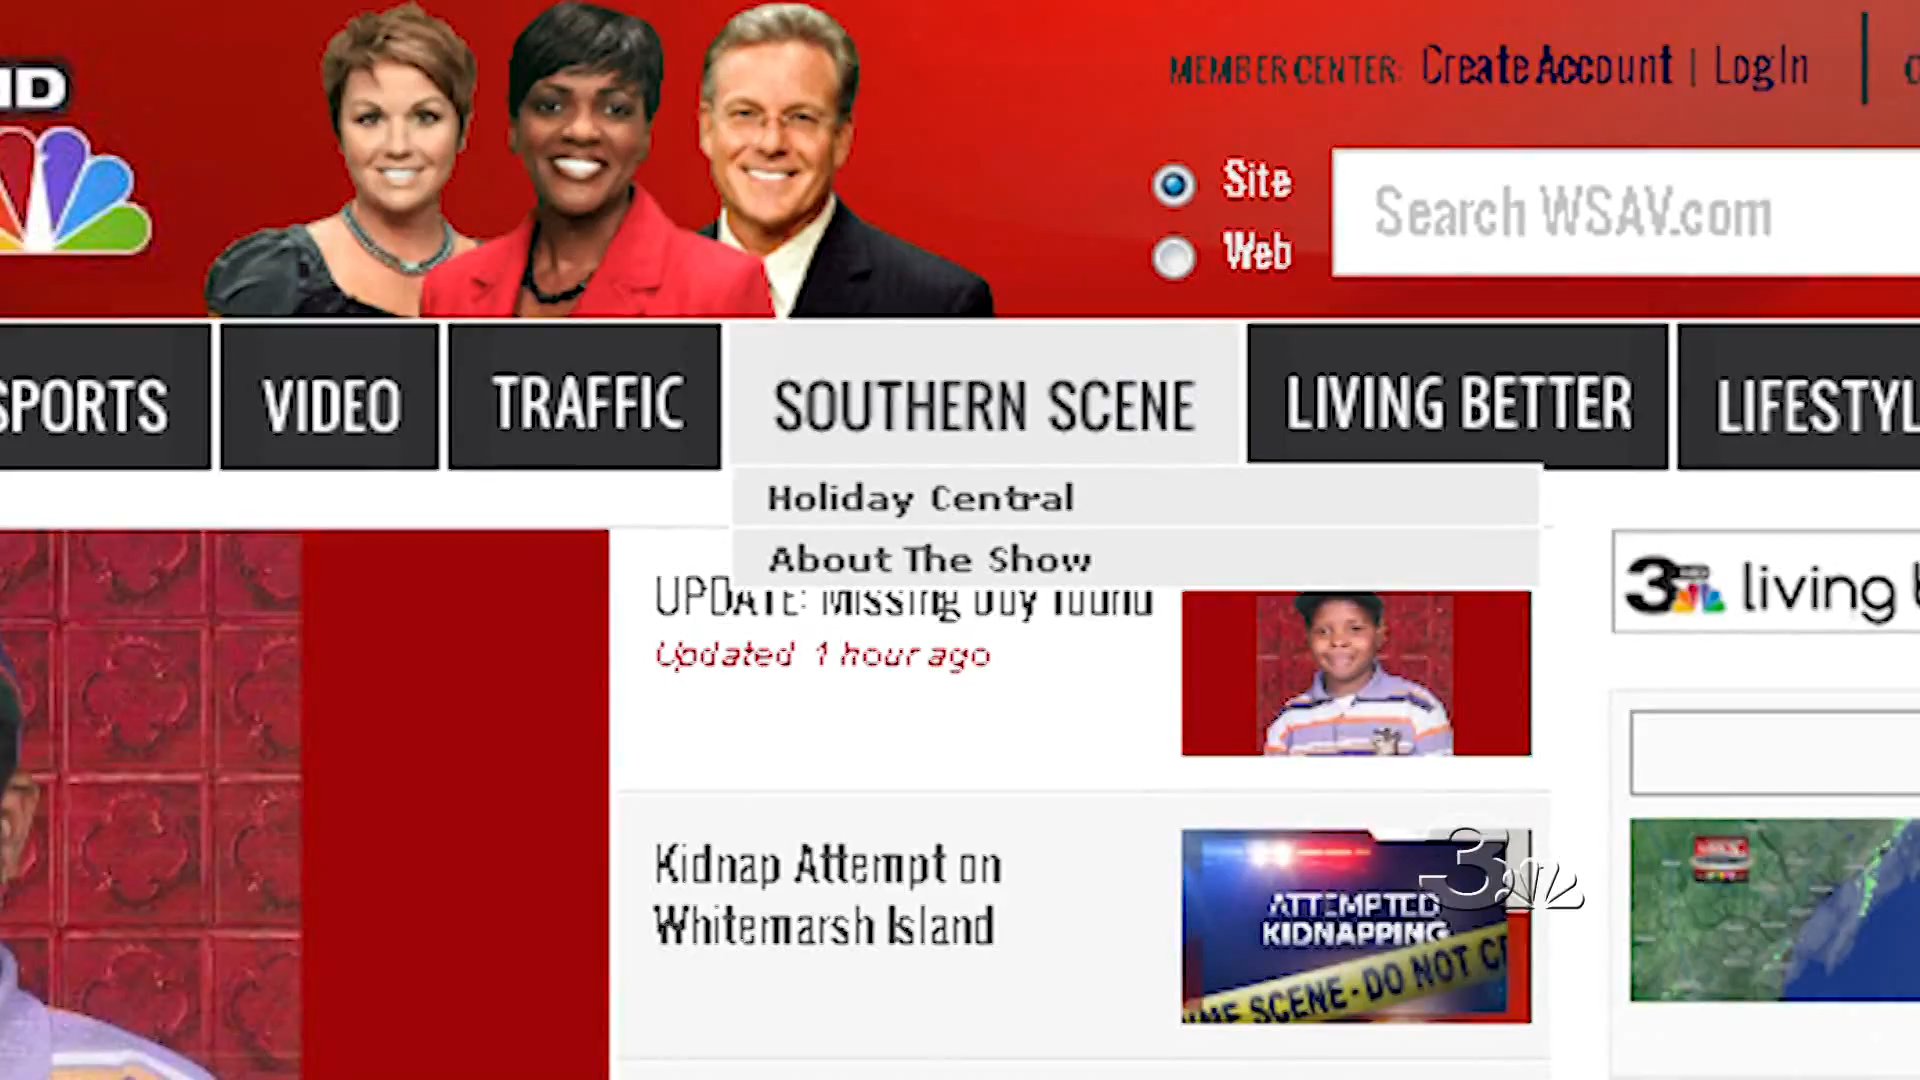 MEMBER CENTER: Create Account | Log In
Site
Web
Search WSAV.com
SPORTS
VIDEO
TRAFFIC
SOUTHERN SCENE
LIVING BETTER
Holiday Central
About The Show
UPDATE: Missing boy found
Updated 1 hour ago
3 living
Kidnap Attempt on
Whitemarsh Island
ATTEMPTED
KIDNAPPING
SCENE - DO NOT
3